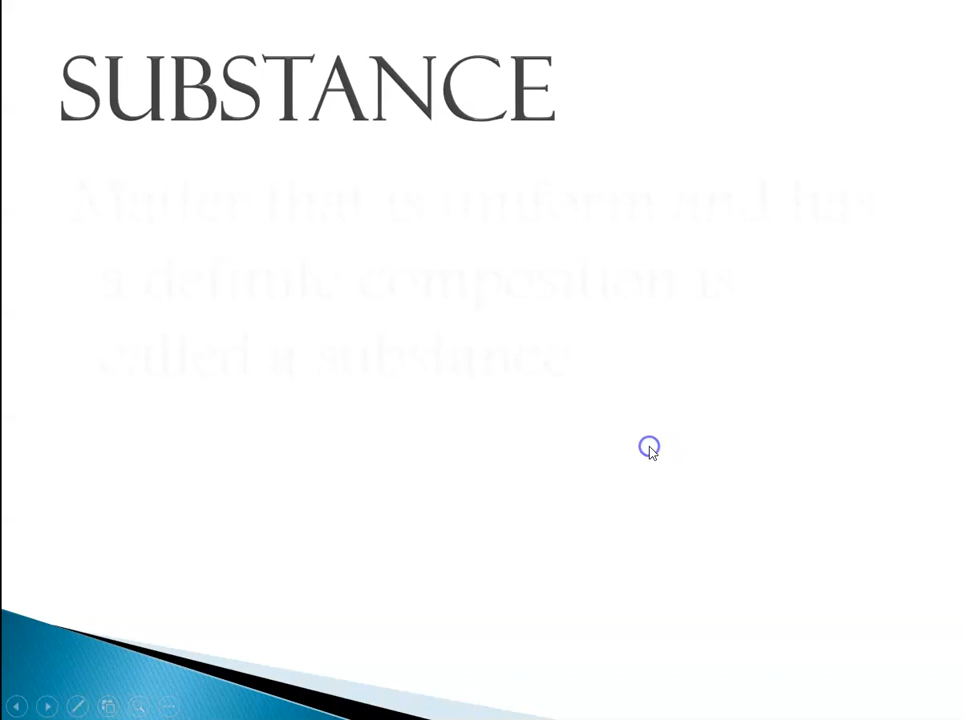 SUBSTANCE
Matter that is uniform and has
a definite composition is
called a substance